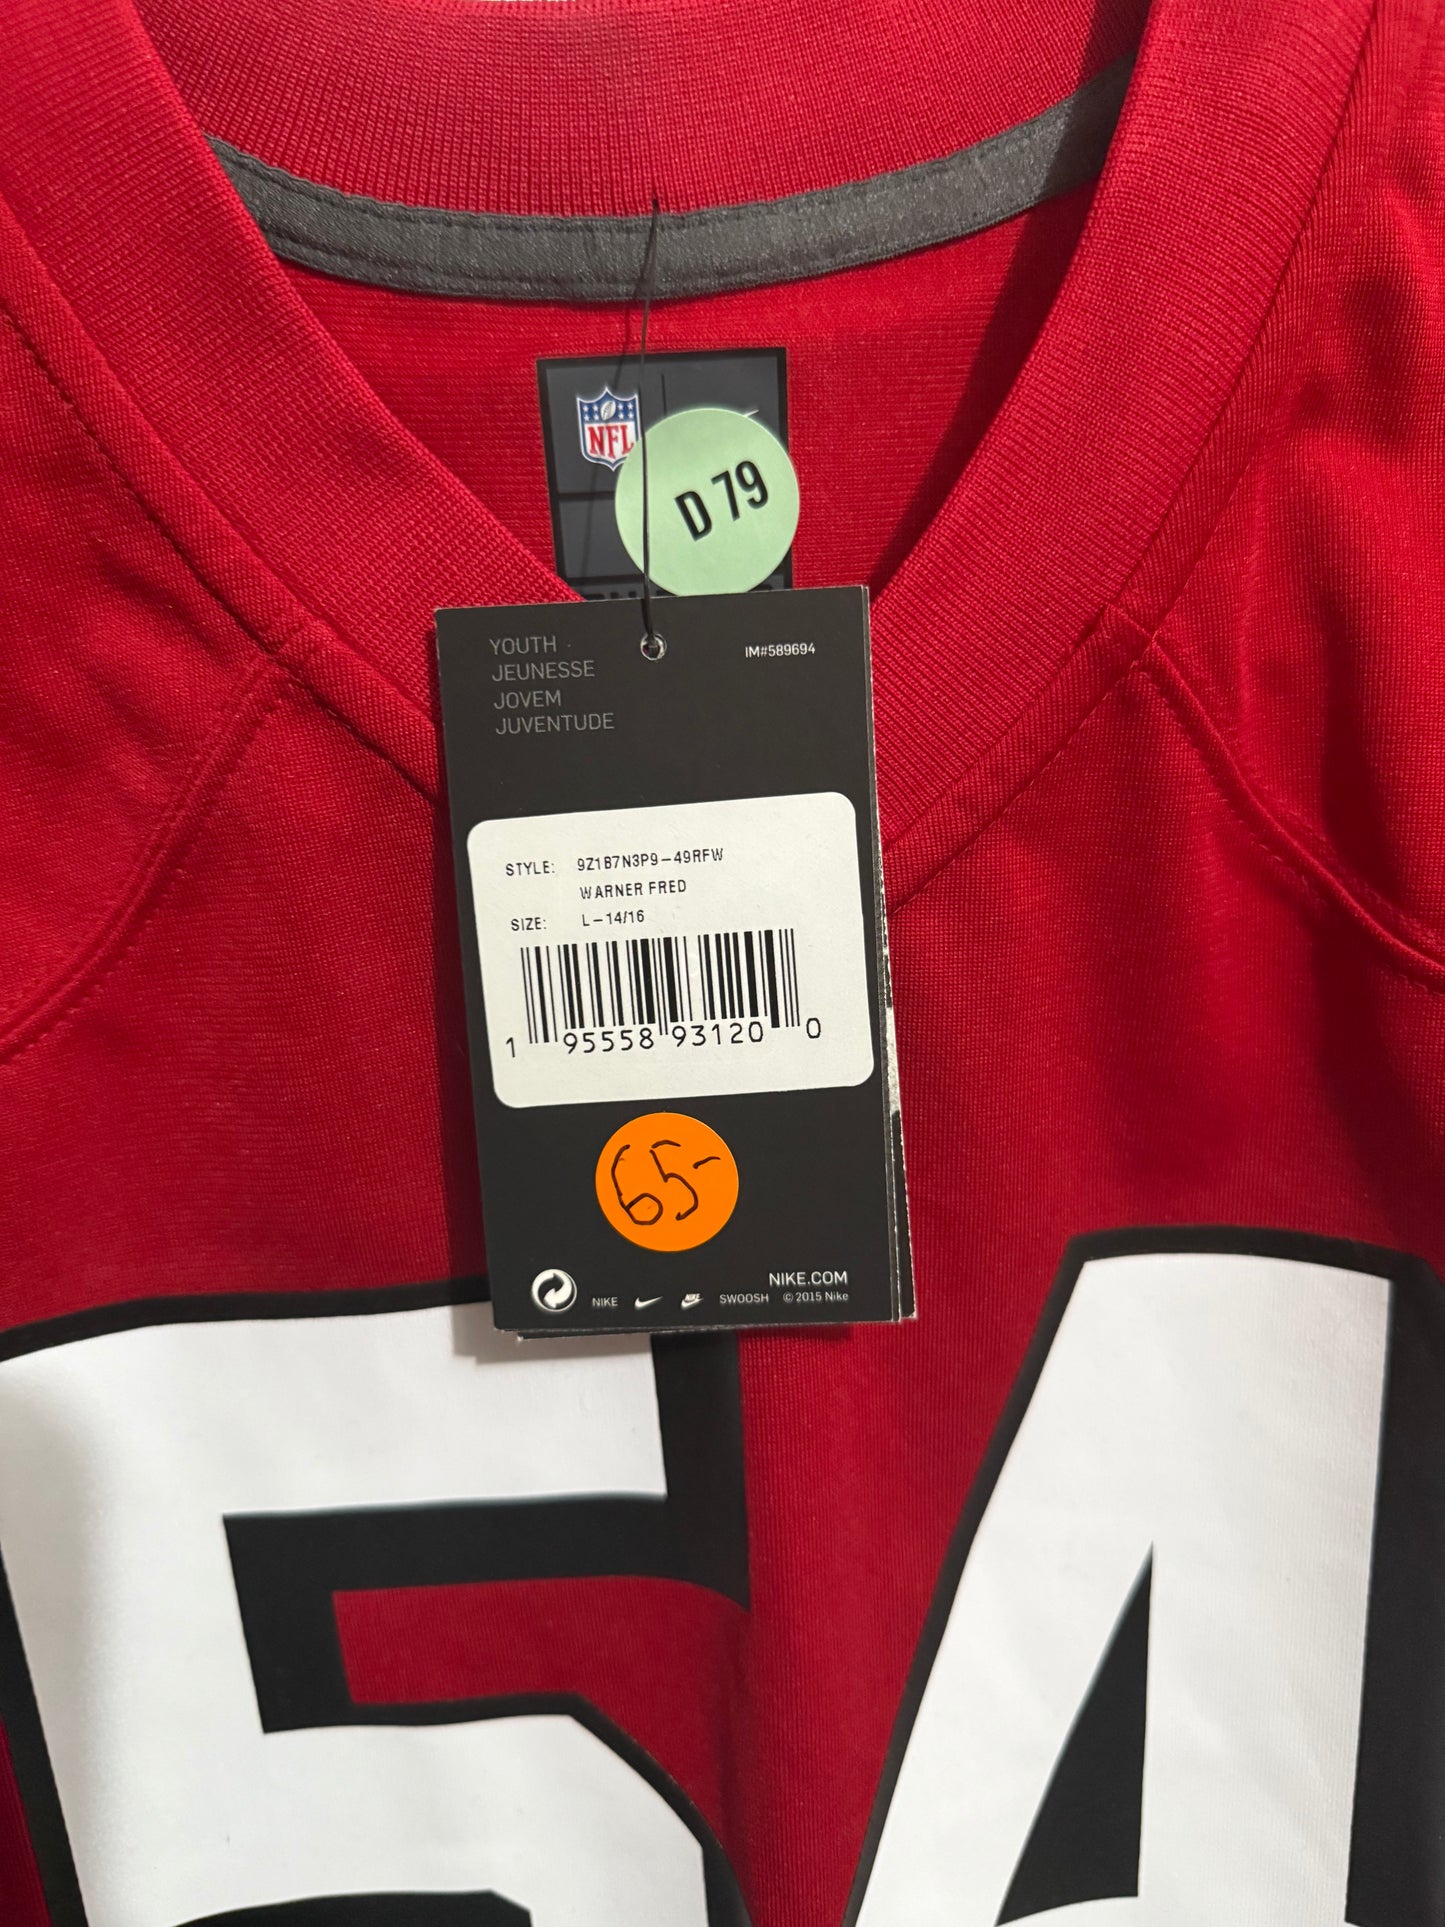 NFL
D 79
YOUTH
JEUNESSE
JOVEM
JUVENTUDE
IM#589694
STYLE: 9Z1B7N3P9-49RFW
WARNER FRED
SIZE: L-14/16
1 95558 93120 0
65-
NIKE.COM
NIKE SWOOSH © 2015 Nike
54